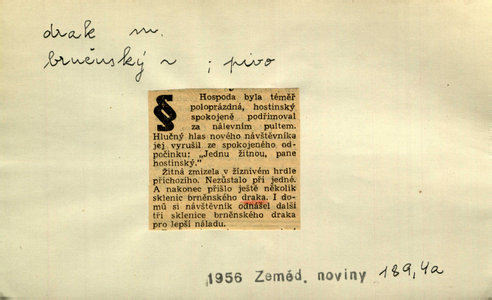 drak m.
brněnský ~ ; pivo
§ Hospoda byla téměř
poloprázdná, hostinský
spokojeně podřimoval
za nálevním pultem.
Hlučný hlas nového návštěvníka
jej vyrušil ze spokojeného od-
počinku: „Jednu žitnou, pane
hostinský.“
Žitná zmizela v žíznivém hrdle
příchozího. Nezůstalo při jedné.
A nakonec přišlo ještě několik
sklenic brněnského draka. I do-
mů si návštěvník odnášel další
tři sklenice brněnského draka
pro lepší náladu.
1956 Zeměd. noviny 189,4a